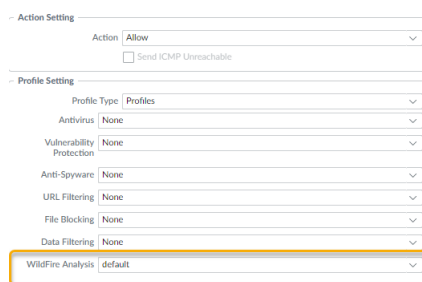 Action Setting
Action Allow
Send ICMP Unreachable
Profile Setting
Profile Type Profiles
Antivirus None
Vulnerability None
Protection
Anti-Spyware None
URL Filtering None
File Blocking None
Data Filtering None
WildFire Analysis default